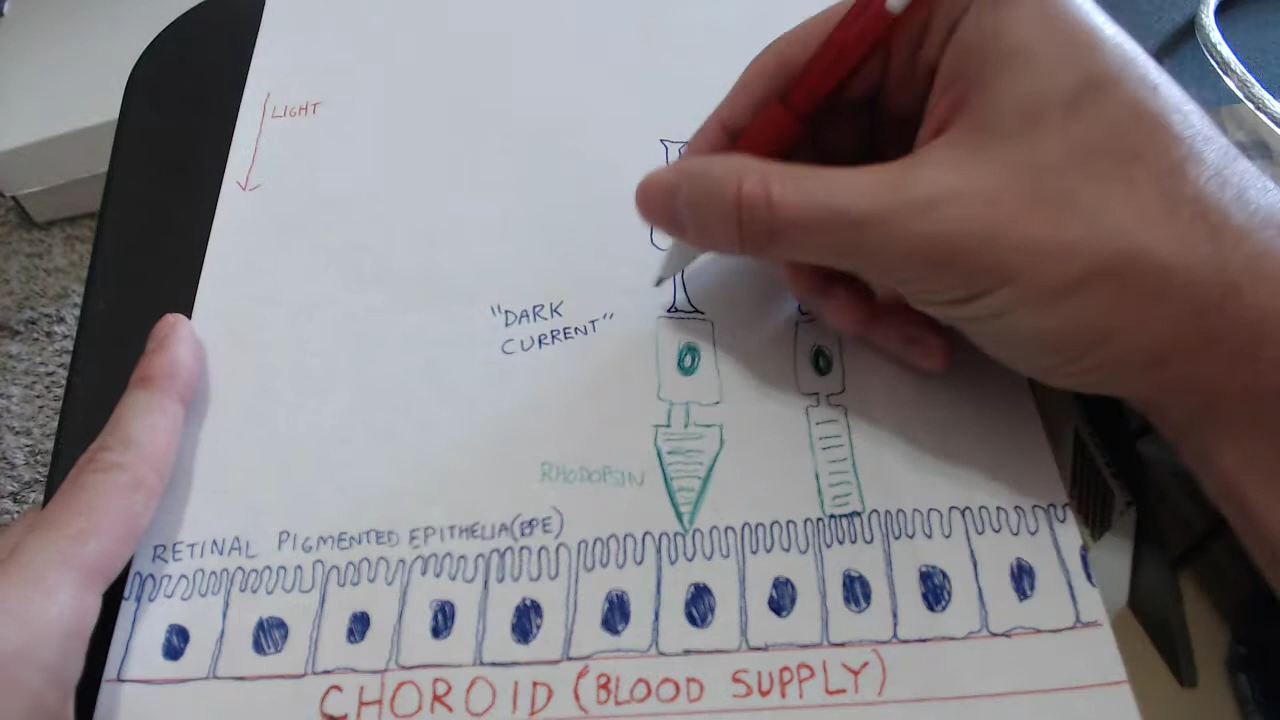 LIGHT
"DARK
CURRENT"
RHODOPSIN
RETINAL PIGMENTED EPITHELIA (RPE)
CHOROID (BLOOD SUPPLY)